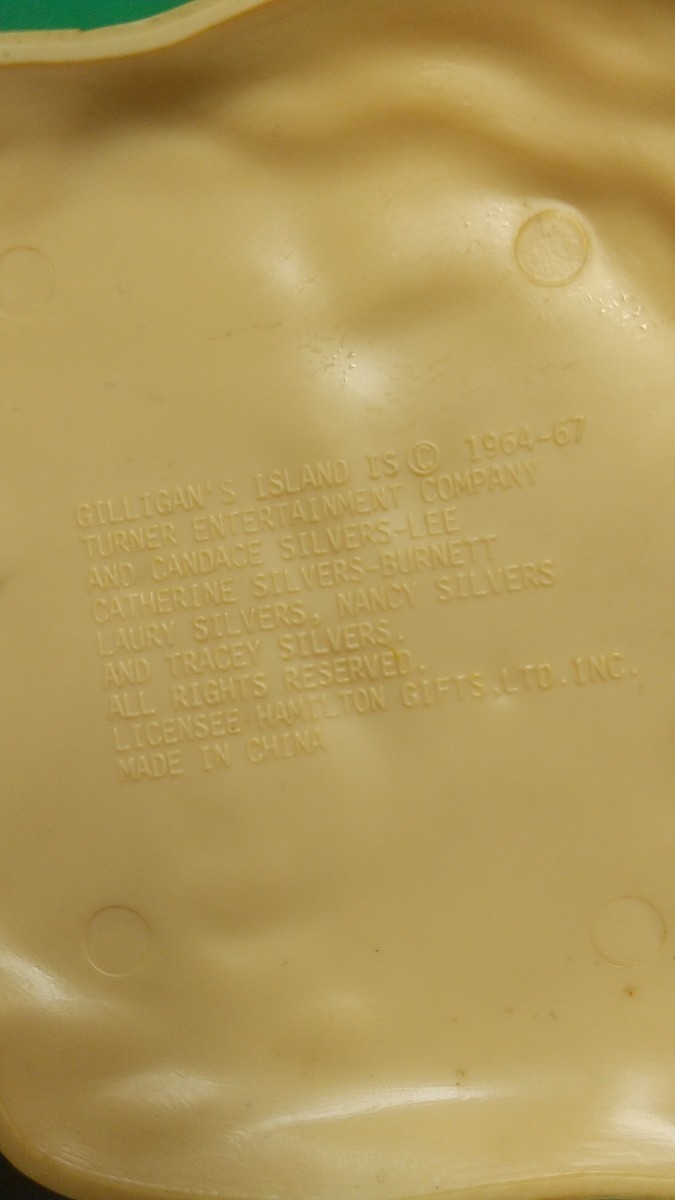 GILLIGAN'S ISLAND IS © 1964-67
TURNER ENTERTAINMENT COMPANY
AND CANDACE SILVERS-LEE
CATHERINE SILVERS-BURNETT
LAURY SILVERS, NANCY SILVERS
AND TRACEY SILVERS.
ALL RIGHTS RESERVED.
LICENSEE HAMILTON GIFTS,LTD.INC.
MADE IN CHINA